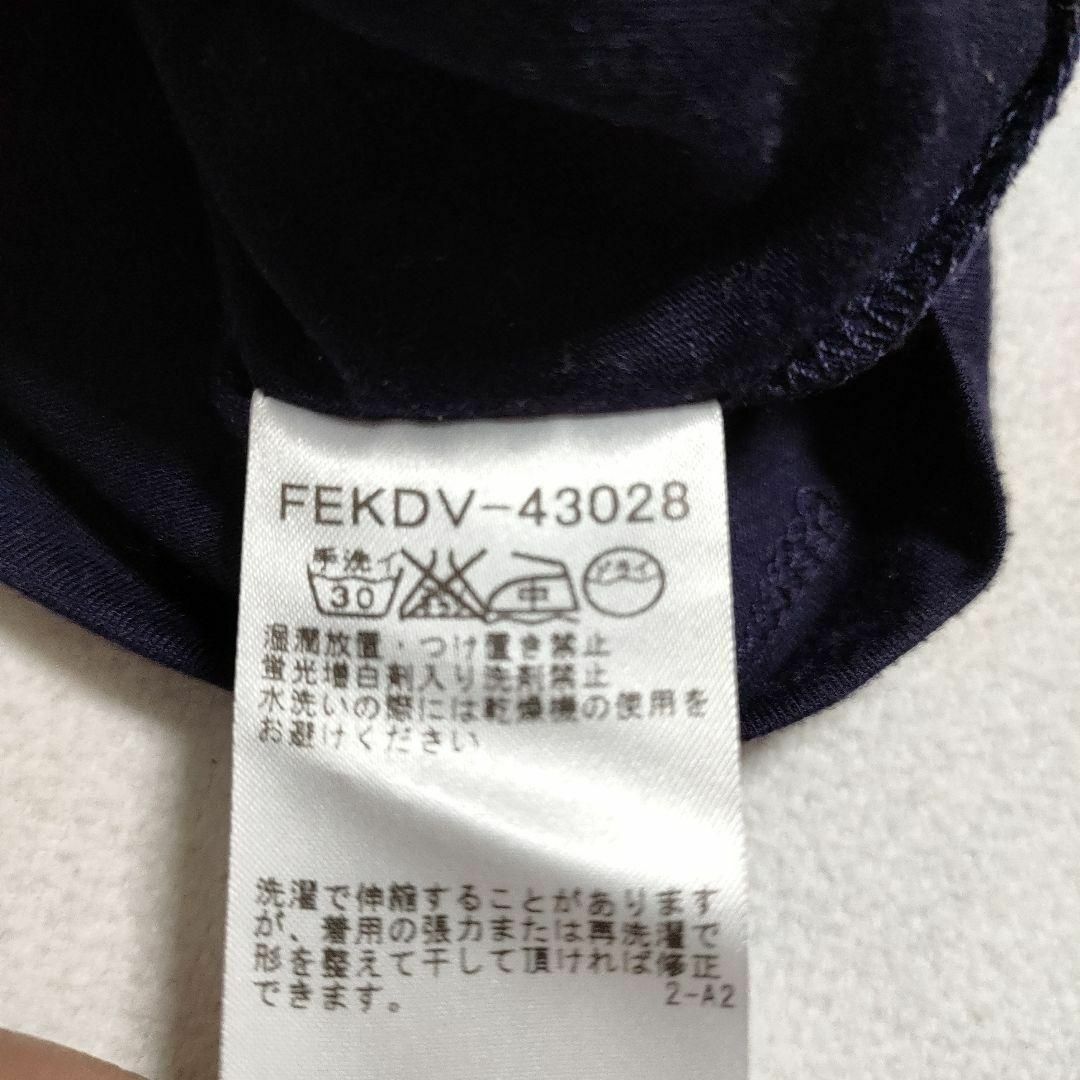 FEKDV-43028
手洗イ
30 中 ドライ
湿潤放置・つけ置き禁止
蛍光増白剤入り洗剤禁止
水洗いの際には乾燥機の使用を
お避けください
洗濯で伸縮することがあります
が、着用の張力または再洗濯で
形を整えて干して頂ければ修正
できます。 2-A2